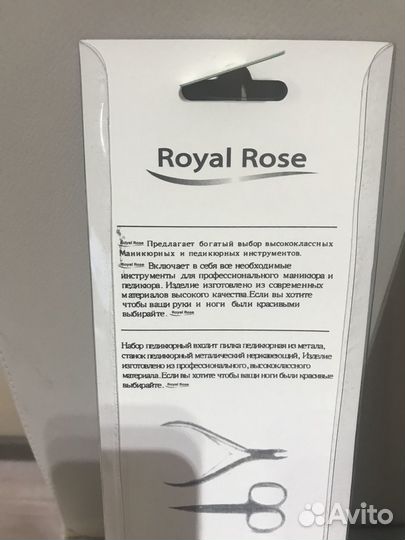 Royal Rose
Royal Rose Предлагает богатый выбор высококлассных
Маникюрных и педикюрных инструментов.
Royal Rose Включает в себя все необходимые
инструменты для профессионального маникюра и
педикюра. Изделие изготовлено из современных
материалов высокого качества.Если вы хотите
чтобы ваши руки и ноги были красивыми
выбирайте. Royal Rose
Набор педикюрный входит пилка педикюрная из метала,
станок педикюрный металический нержавеющий, Изделие
изготовлено из профессионального, высококлассного
материала.Если вы хотите чтобы ваши ноги были красивые
выбирайте. Royal Rose
Avito